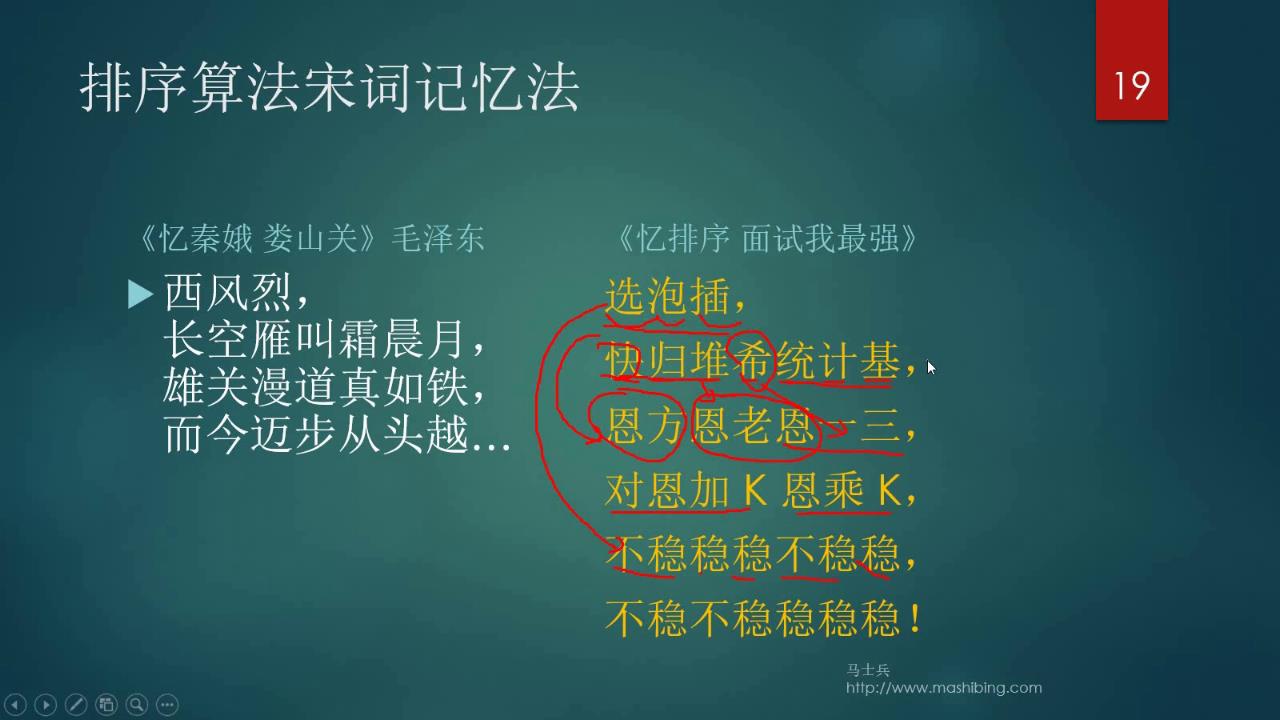 排序算法宋词记忆法
19
《忆秦娥 娄山关》毛泽东
西风烈，
长空雁叫霜晨月，
雄关漫道真如铁，
而今迈步从头越…
《忆排序 面试我最强》
选泡插，
快归堆希统计基，
恩方恩老恩一三，
对恩加 K 恩乘 K，
不稳稳稳不稳稳，
不稳不稳稳稳稳！
马士兵
http://www.mashibing.com